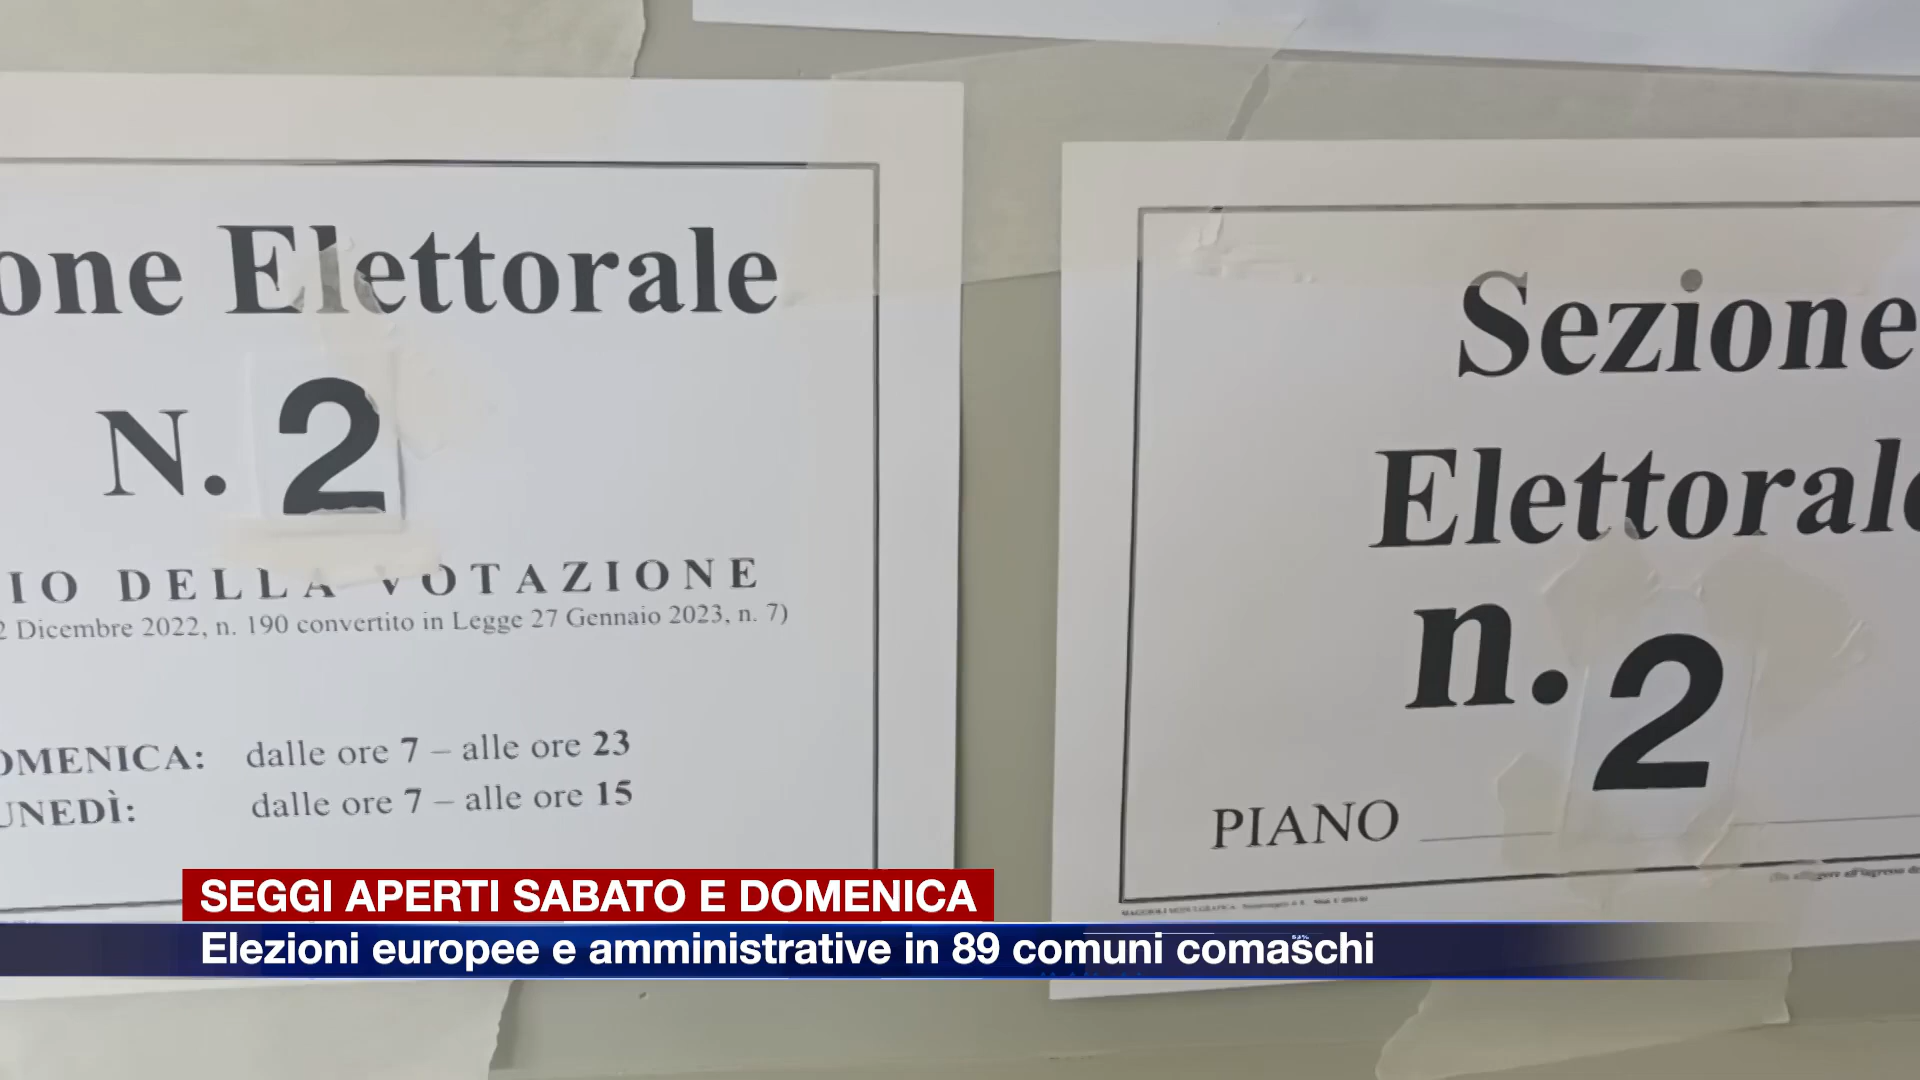 one Elettorale
N. 2
IO DELLA VOTAZIONE
2 Dicembre 2022, n. 190 convertito in Legge 27 Gennaio 2023, n. 7)
OMENICA: dalle ore 7 – alle ore 23
UNEDÌ: dalle ore 7 – alle ore 15
Sezione
Elettorale
n. 2
PIANO
SEGGI APERTI SABATO E DOMENICA
Elezioni europee e amministrative in 89 comuni comaschi